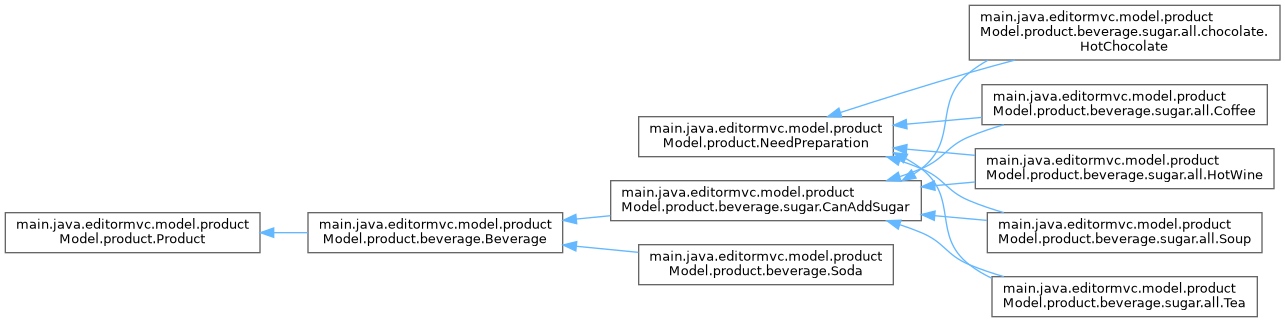 main.java.editormvc.model.product
Model.product.beverage.sugar.all.chocolate.
HotChocolate
main.java.editormvc.model.product
Model.product.beverage.sugar.all.Coffee
main.java.editormvc.model.product
Model.product.NeedPreparation
main.java.editormvc.model.product
Model.product.beverage.sugar.all.HotWine
main.java.editormvc.model.product
Model.product.beverage.sugar.CanAddSugar
main.java.editormvc.model.product
Model.product.Product
main.java.editormvc.model.product
Model.product.beverage.Beverage
main.java.editormvc.model.product
Model.product.beverage.sugar.all.Soup
main.java.editormvc.model.product
Model.product.beverage.Soda
main.java.editormvc.model.product
Model.product.beverage.sugar.all.Tea